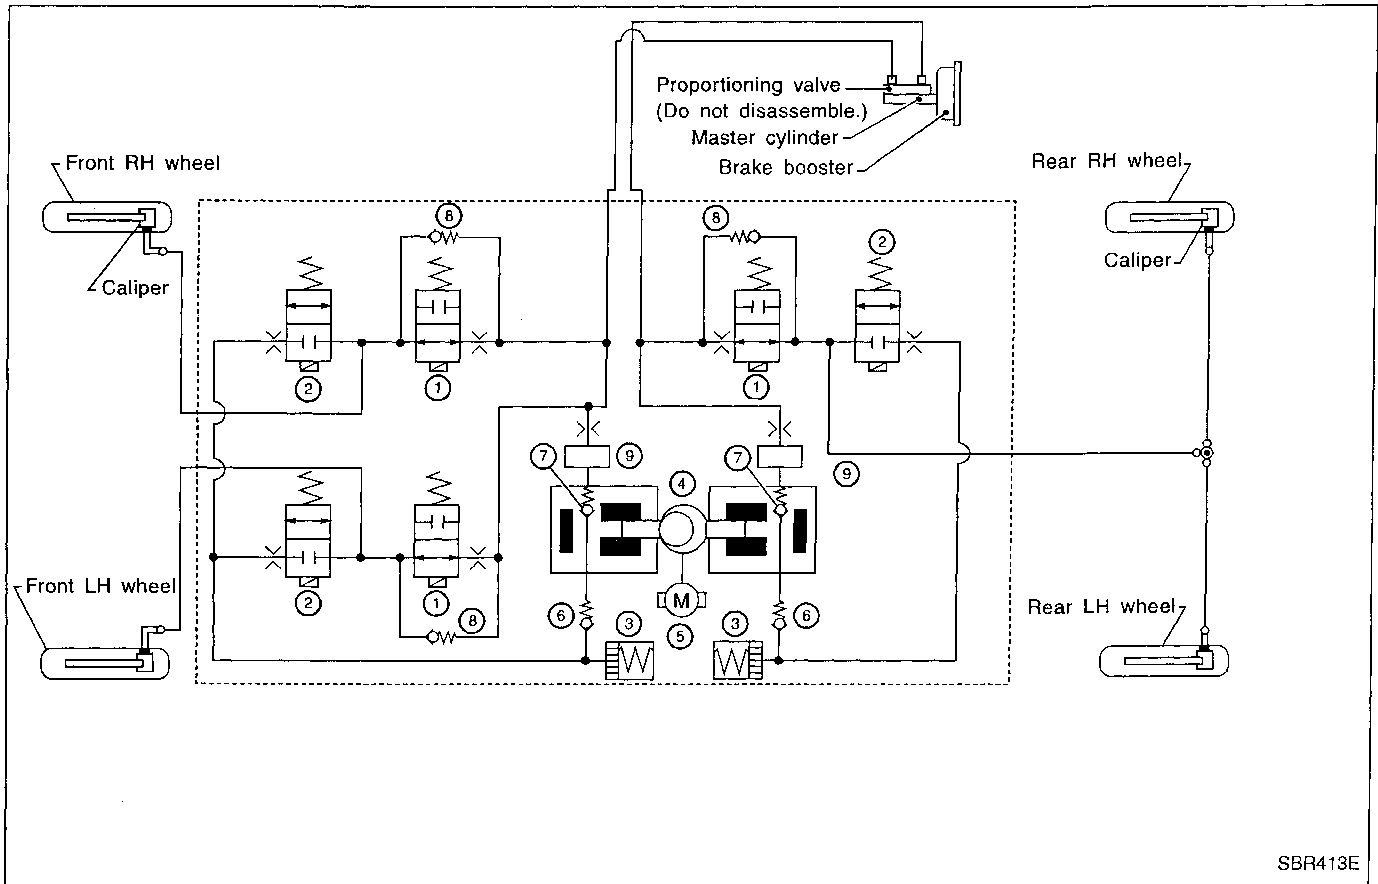 Proportioning valve
(Do not disassemble.)
Master cylinder
Brake booster
Front RH wheel
Rear RH wheel
Caliper
Caliper
8
8
2
2
1
1
7
9
7
9
4
Front LH wheel
Rear LH wheel
2
1
8
6
3
M
5
3
6
SBR413E